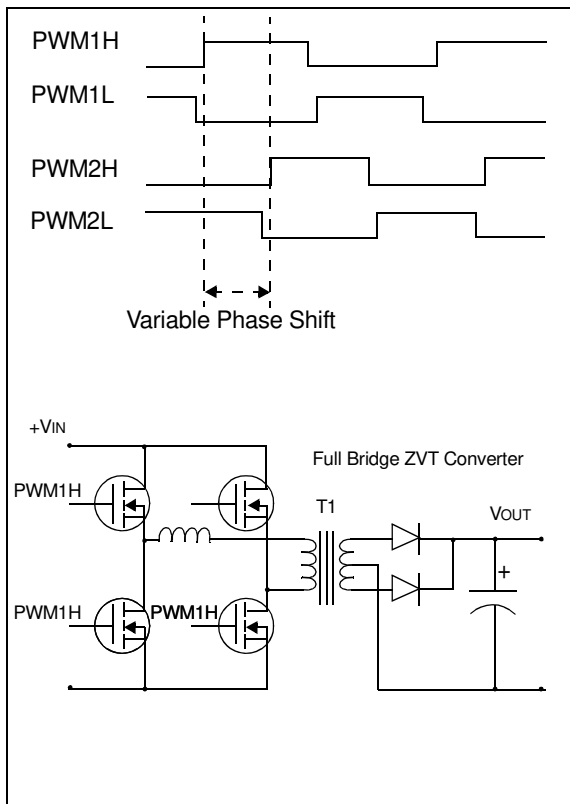 PWM1H
PWM1L
PWM2H
PWM2L
Variable Phase Shift
+VIN
Full Bridge ZVT Converter
PWM1H
T1
VOUT
+
PWM1H
PWM1H